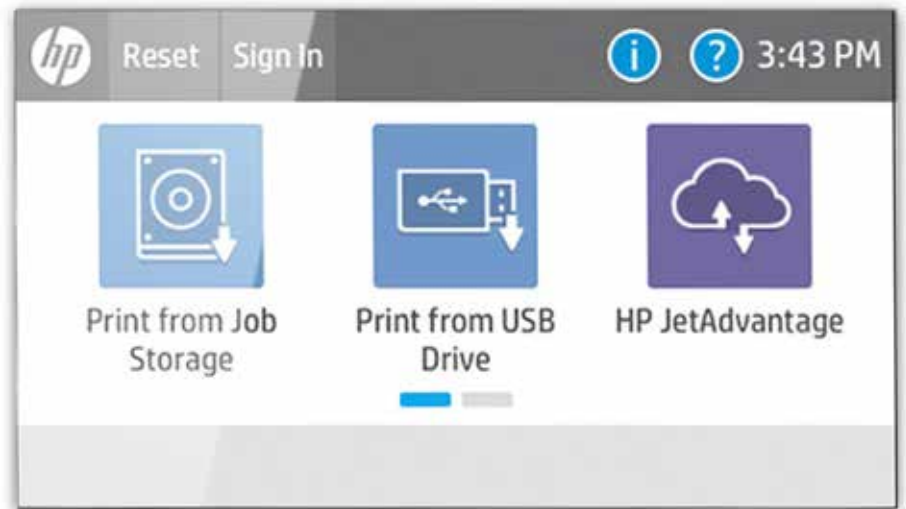 hp Reset Sign In i ? 3:43 PM
Print from Job Storage
Print from USB Drive
HP JetAdvantage